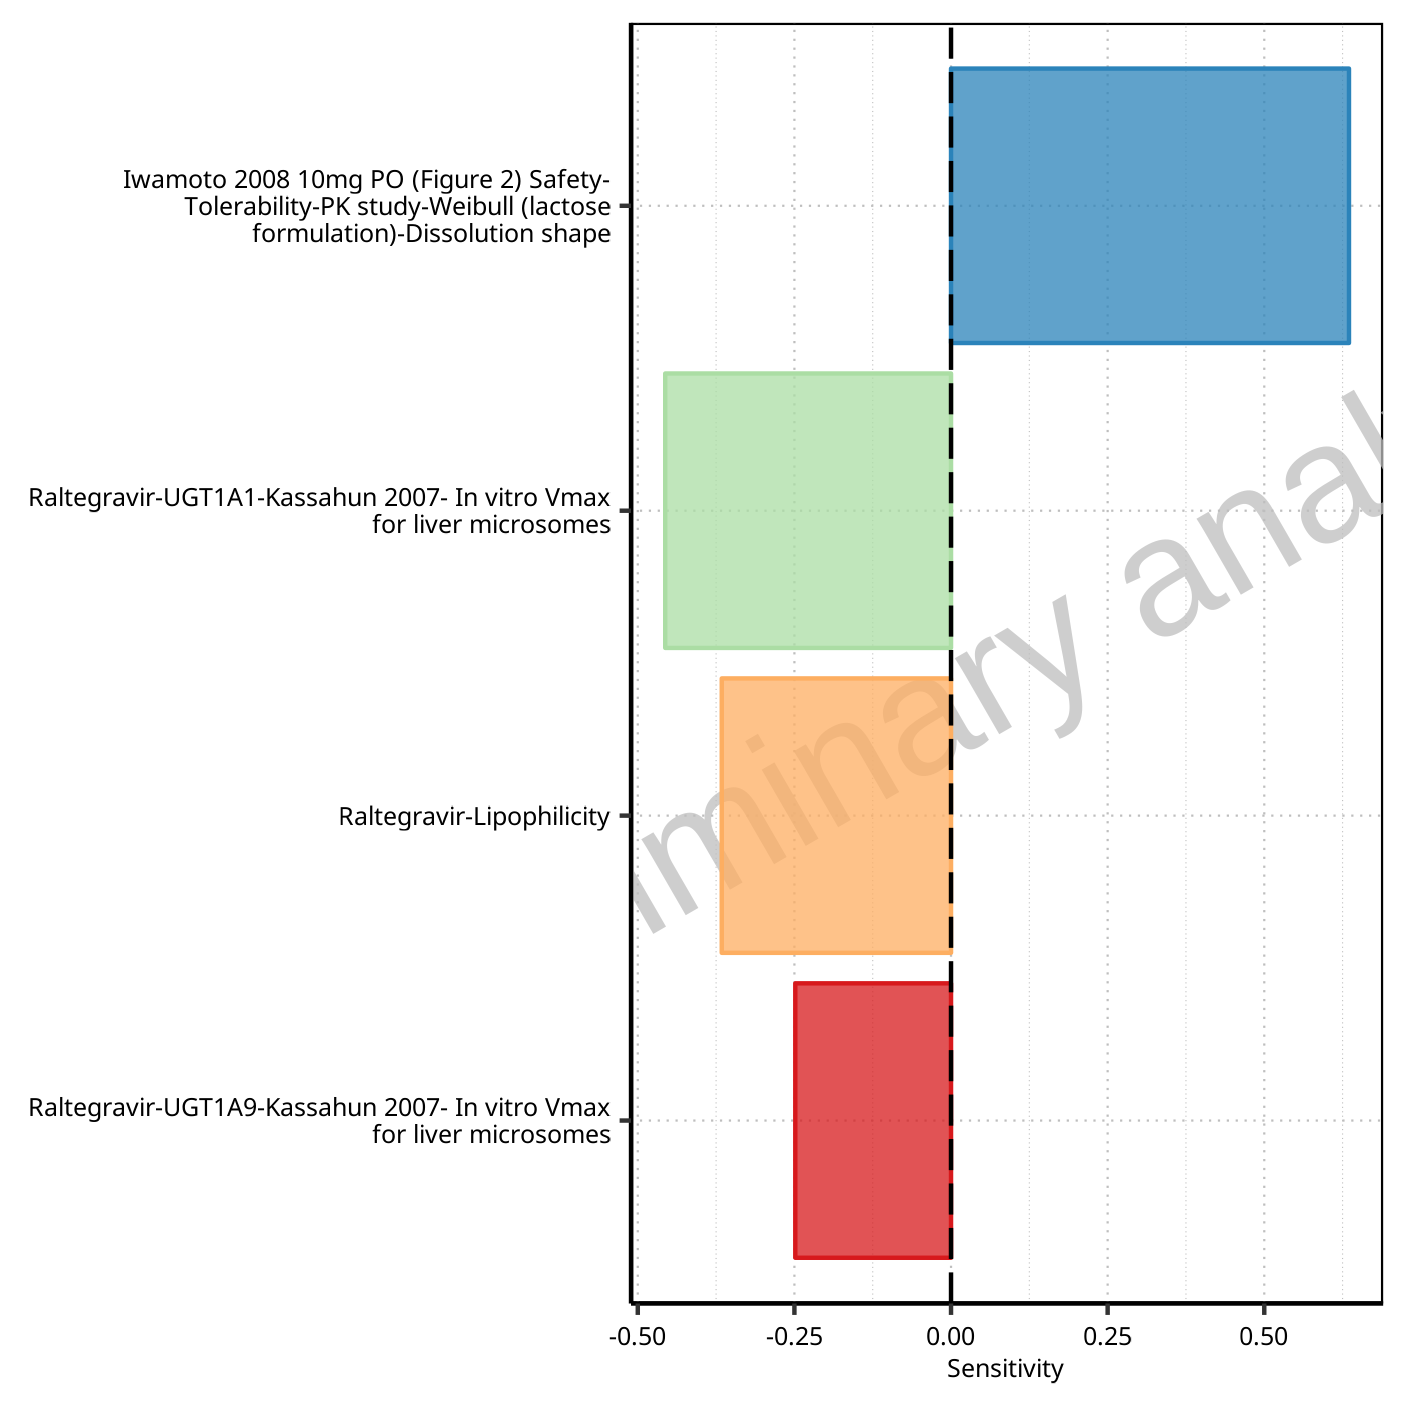 Iwamoto 2008 10mg PO (Figure 2) Safety-
Tolerability-PK study-Weibull (lactose
formulation)-Dissolution shape
Raltegravir-UGT1A1-Kassahun 2007- In vitro Vmax
for liver microsomes
Raltegravir-Lipophilicity
Raltegravir-UGT1A9-Kassahun 2007- In vitro Vmax
for liver microsomes
iminary anal
-0.50 -0.25 0.00 0.25 0.50
Sensitivity